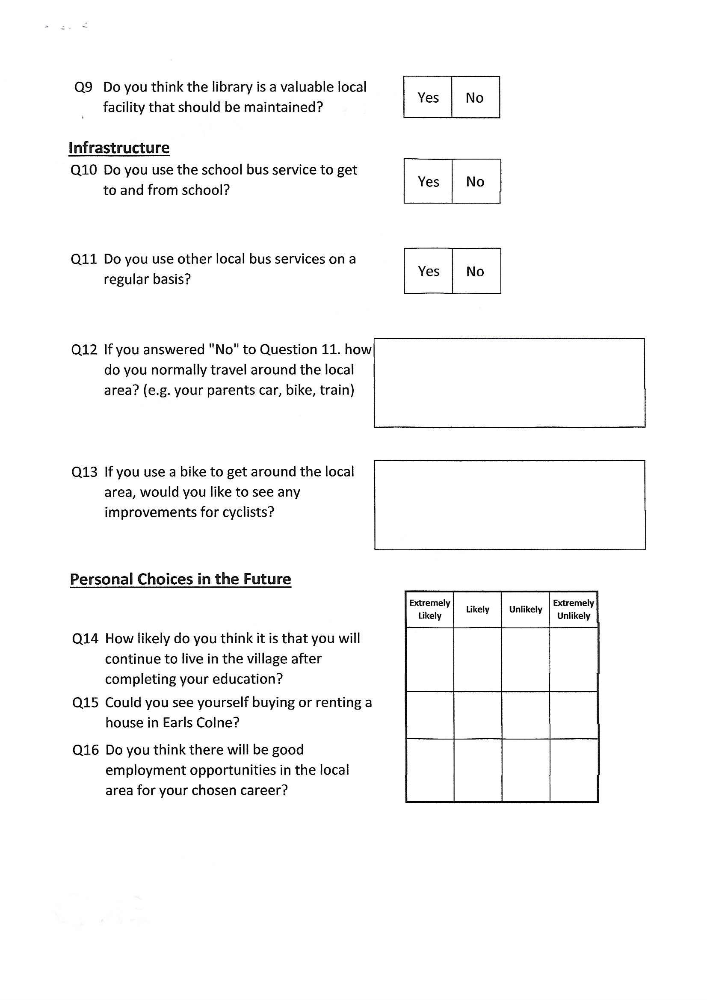 Q9 Do you think the library is a valuable local
facility that should be maintained?
Yes No
Infrastructure
Q10 Do you use the school bus service to get
to and from school?
Yes No
Q11 Do you use other local bus services on a
regular basis?
Yes No
Q12 If you answered "No" to Question 11. how
do you normally travel around the local
area? (e.g. your parents car, bike, train)
Q13 If you use a bike to get around the local
area, would you like to see any
improvements for cyclists?
Personal Choices in the Future
Extremely Likely Likely Unlikely Extremely Unlikely
Q14 How likely do you think it is that you will
continue to live in the village after
completing your education?
Q15 Could you see yourself buying or renting a
house in Earls Colne?
Q16 Do you think there will be good
employment opportunities in the local
area for your chosen career?